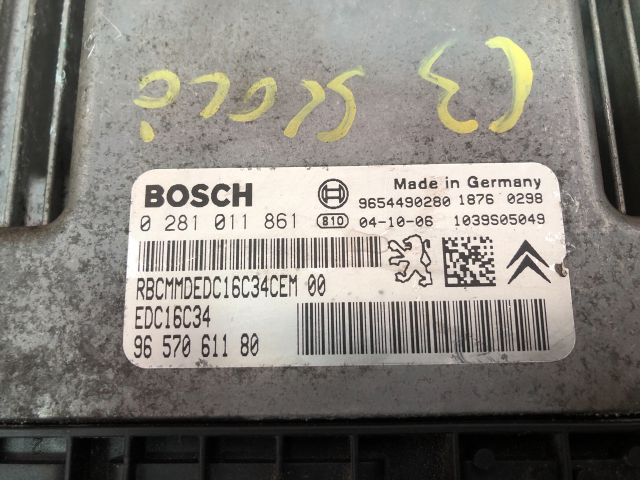 C3
BOSCH
Made in Germany
9654490280 1876 0298
0 281 011 861 810 04-10-06 1039S05049
RBCMMDEDC16C34CEM 00
EDC16C34
96 570 611 80